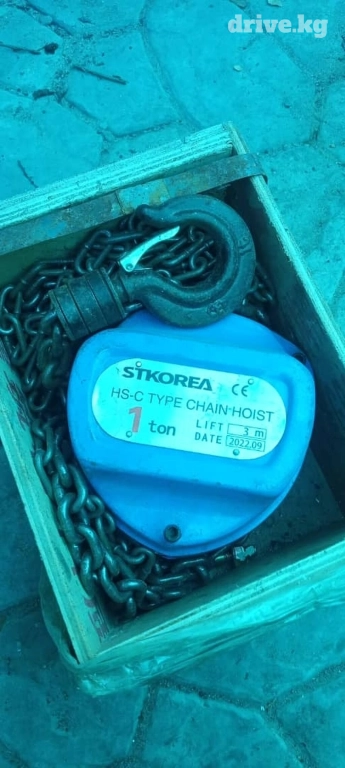 drive.kg
STKOREA CE
HS-C TYPE CHAIN HOIST
1 ton
LIFT 3 m
DATE 2022.09